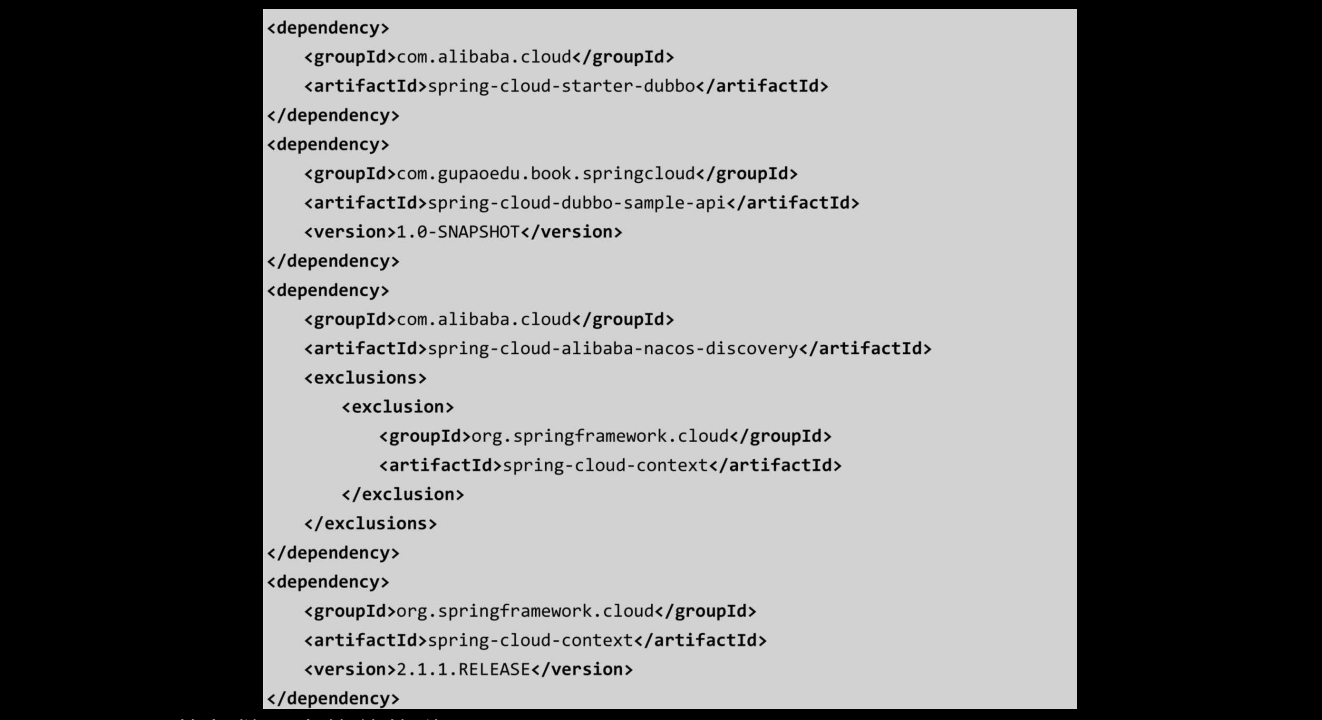 <dependency>
<groupId>com.alibaba.cloud</groupId>
<artifactId>spring-cloud-starter-dubbo</artifactId>
</dependency>
<dependency>
<groupId>com.gupaoedu.book.springcloud</groupId>
<artifactId>spring-cloud-dubbo-sample-api</artifactId>
<version>1.0-SNAPSHOT</version>
</dependency>
<dependency>
<groupId>com.alibaba.cloud</groupId>
<artifactId>spring-cloud-alibaba-nacos-discovery</artifactId>
<exclusions>
<exclusion>
<groupId>org.springframework.cloud</groupId>
<artifactId>spring-cloud-context</artifactId>
</exclusion>
</exclusions>
</dependency>
<dependency>
<groupId>org.springframework.cloud</groupId>
<artifactId>spring-cloud-context</artifactId>
<version>2.1.1.RELEASE</version>
</dependency>